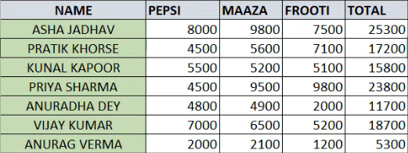 NAME PEPSI MAAZA FROOTI TOTAL
ASHA JADHAV 8000 9800 7500 25300
PRATIK KHORSE 4500 5600 7100 17200
KUNAL KAPOOR 5500 5200 5100 15800
PRIYA SHARMA 4500 9500 9800 23800
ANURADHA DEY 4800 4900 2000 11700
VIJAY KUMAR 7000 6500 5200 18700
ANURAG VERMA 2000 2100 1200 5300